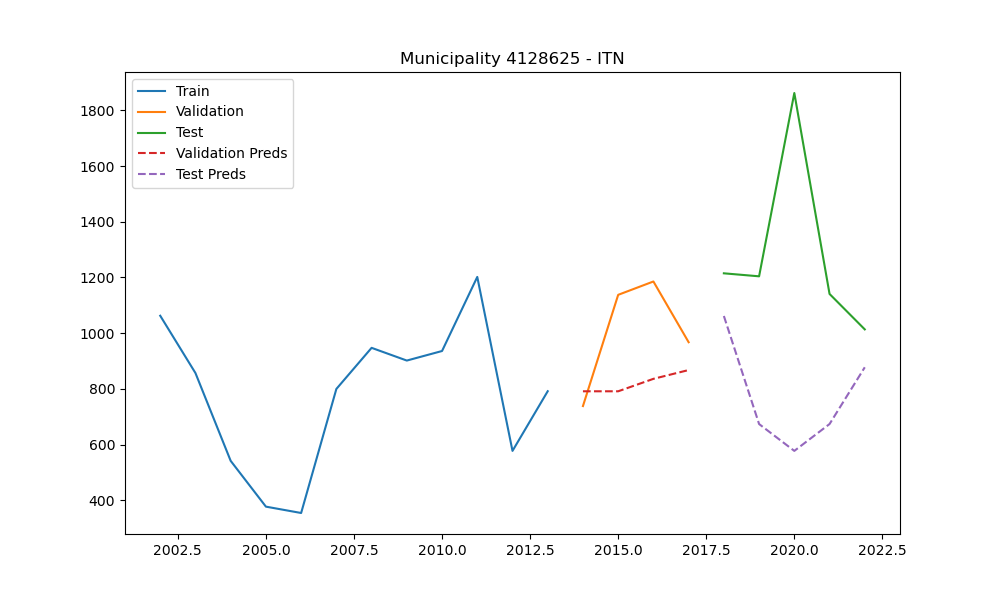 Municipality 4128625 - ITN
Train
Validation
Test
Validation Preds
Test Preds
1800
1600
1400
1200
1000
800
600
400
2002.5 2005.0 2007.5 2010.0 2012.5 2015.0 2017.5 2020.0 2022.5